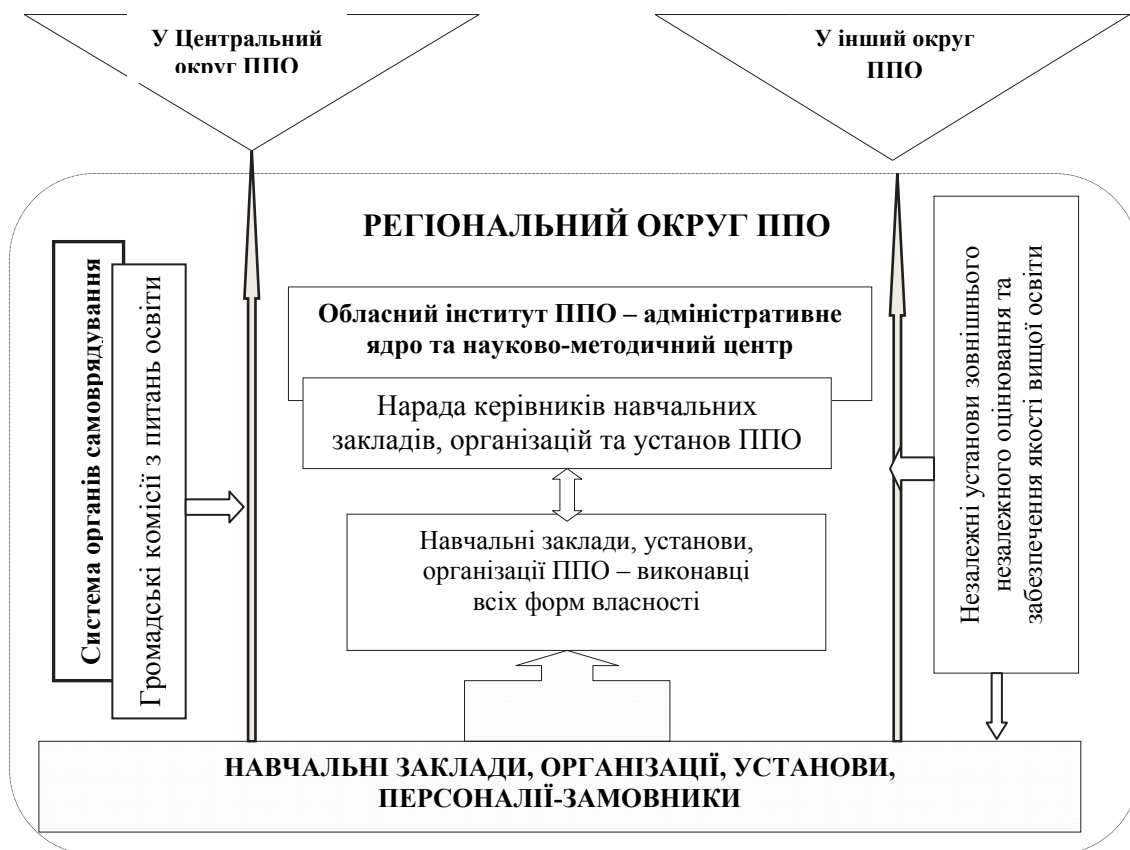 У Центральний
округ ППО
У інший округ
ППО
РЕГІОНАЛЬНИЙ ОКРУГ ППО
Система органів самоврядування
Громадські комісії з питань освіти
Обласний інститут ППО – адміністративне
ядро та науково-методичний центр
Нарада керівників навчальних
закладів, організацій та установ ППО
Навчальні заклади, установи,
організації ППО – виконавці
всіх форм власності
Незалежні установи зовнішнього
незалежного оцінювання та
забезпечення якості вищої освіти
НАВЧАЛЬНІ ЗАКЛАДИ, ОРГАНІЗАЦІЇ, УСТАНОВИ,
ПЕРСОНАЛІЇ-ЗАМОВНИКИ